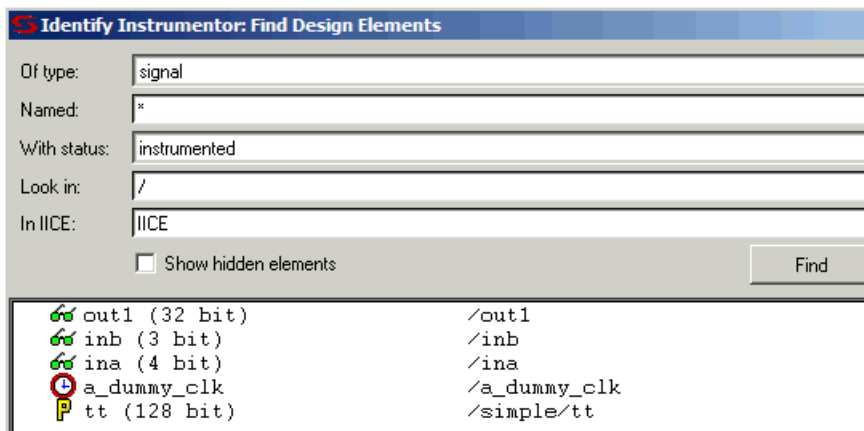 Identify Instrumentor: Find Design Elements
Of type: signal
Named: *
With status: instrumented
Look in: /
In IICE: IICE
Show hidden elements Find
out1 (32 bit) /out1
inb (3 bit) /inb
ina (4 bit) /ina
a_dummy_clk /a_dummy_clk
P tt (128 bit) /simple/tt